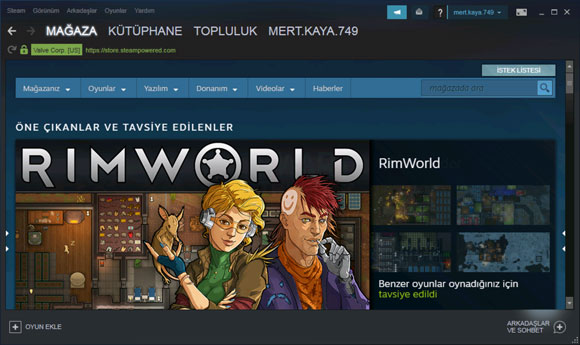 Steam Görünüm Arkadaşlar Oyunlar Yardım
? mert.kaya.749
MAĞAZA KÜTÜPHANE TOPLULUK MERT.KAYA.749
Valve Corp. [US] https://store.steampowered.com
İSTEK LİSTESİ
Mağazanız Oyunlar Yazılım Donanım Videolar Haberler mağazada ara
ÖNE ÇIKANLAR VE TAVSİYE EDİLENLER
RIMWORLD
RimWorld
Benzer oyunlar oynadığınız için
tavsiye edildi
OYUN EKLE
ARKADAŞLAR
VE SOHBET